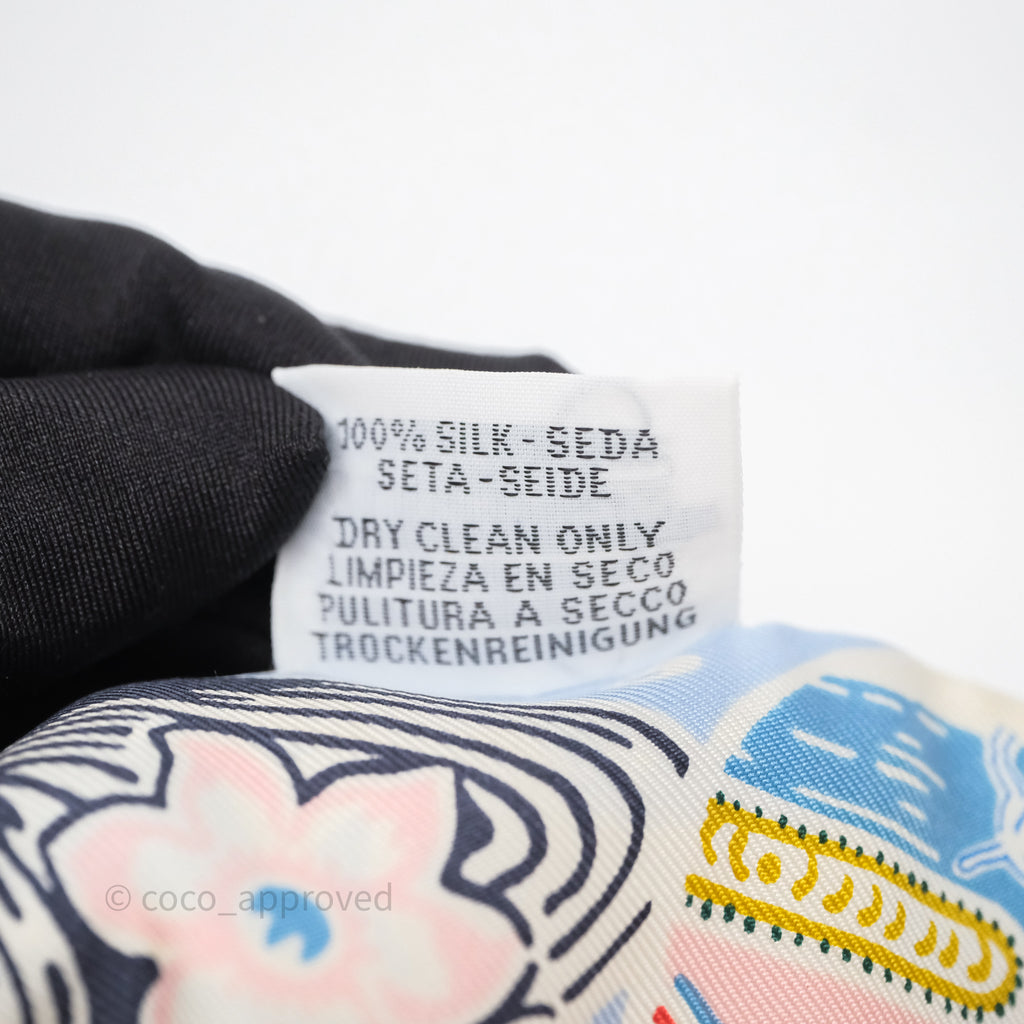 100% SILK - SEDA
SETA - SEIDE
DRY CLEAN ONLY
LIMPIEZA EN SECO
PULITURA A SECCO
TROCKENREINIGUNG
© coco_approved